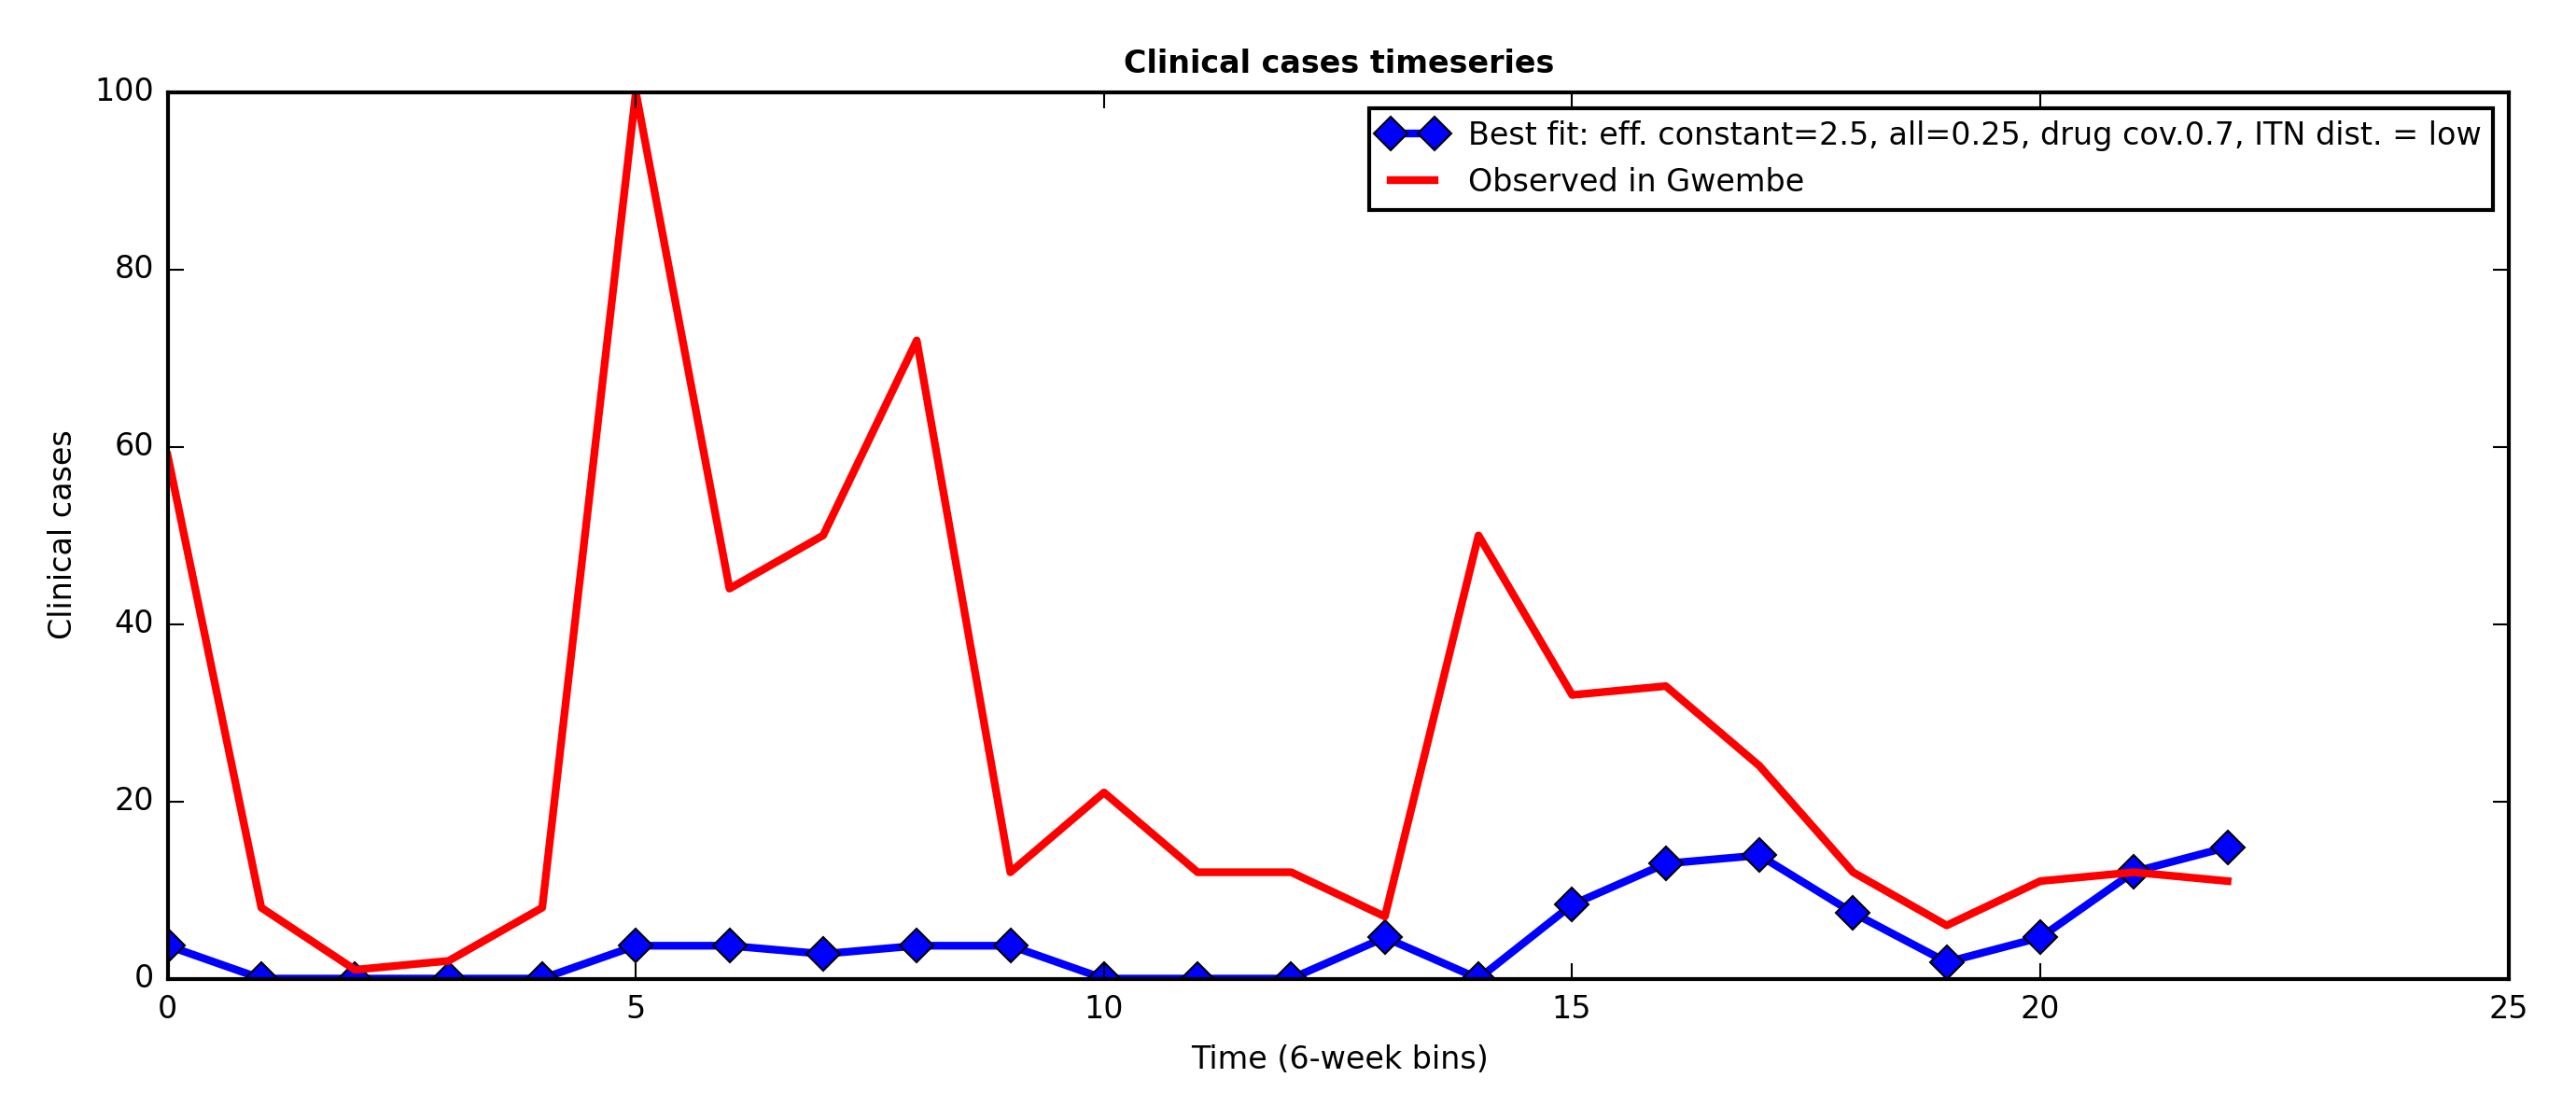 Clinical cases timeseries
100
80
60
40
20
0
Clinical cases
Best fit: eff. constant=2.5, all=0.25, drug cov.0.7, ITN dist. = low
Observed in Gwembe
0 5 10 15 20 25
Time (6-week bins)